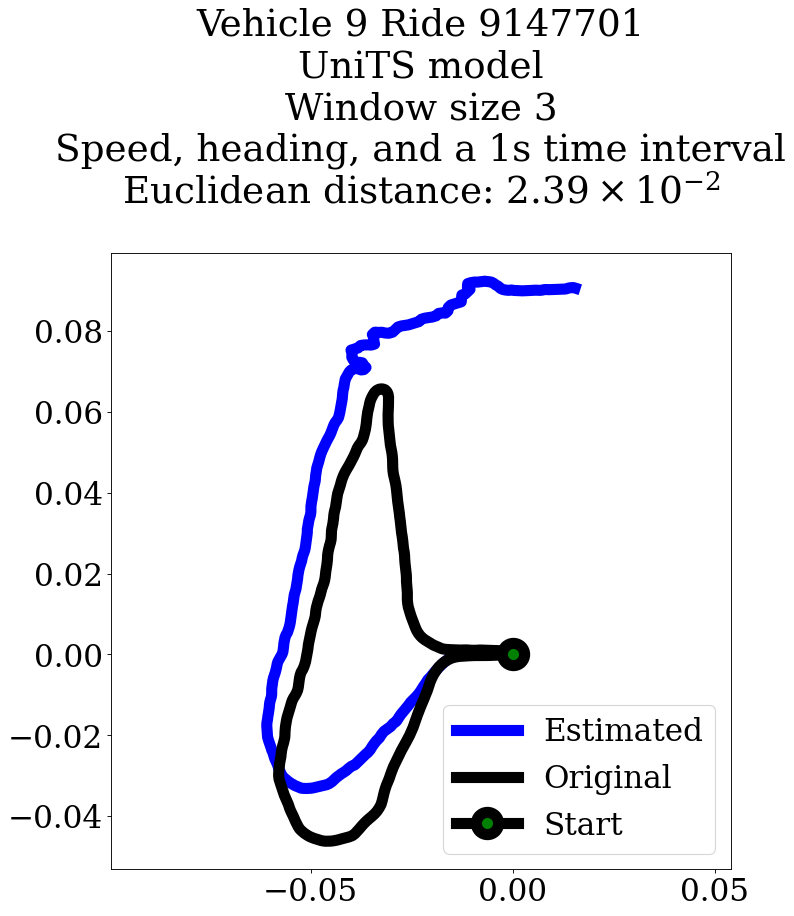 Vehicle 9 Ride 9147701
UniTS model
Window size 3
Speed, heading, and a 1s time interval
Euclidean distance: 2.39 × 10⁻²
0.08
0.06
0.04
0.02
0.00
−0.02
−0.04
Estimated
Original
Start
−0.05 0.00 0.05